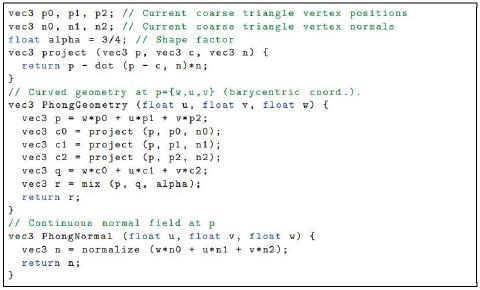 vec3 p0, p1, p2; // Current coarse triangle vertex positions
vec3 n0, n1, n2; // Current coarse triangle vertex normals
float alpha = 3/4; // Shape factor
vec3 project (vec3 p, vec3 c, vec3 n) {
return p - dot (p - c, n)*n;
}
// Curved geometry at p={w,u,v} (barycentric coord.).
vec3 PhongGeometry (float u, float v, float w) {
vec3 p = w*p0 + u*p1 + v*p2;
vec3 c0 = project (p, p0, n0);
vec3 c1 = project (p, p1, n1);
vec3 c2 = project (p, p2, n2);
vec3 q = w*c0 + u*c1 + v*c2;
vec3 r = mix (p, q, alpha);
return r;
}
// Continuous normal field at p
vec3 PhongNormal (float u, float v, float w) {
vec3 n = normalize (w*n0 + u*n1 + v*n2);
return n;
}